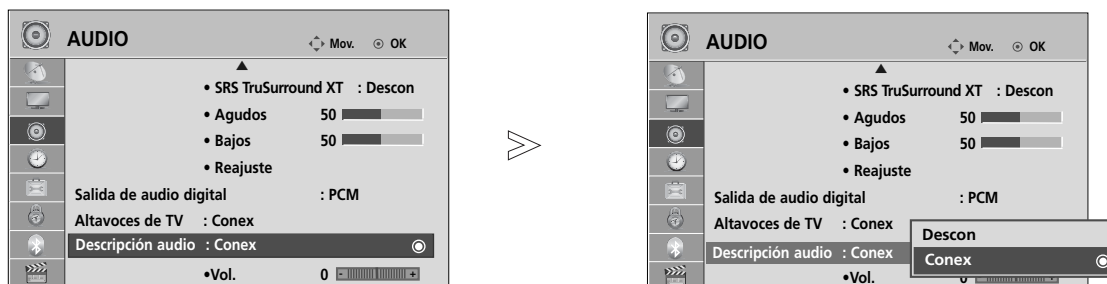 AUDIO
Mov.
OK
• SRS TruSurround XT : Descon
• Agudos 50
• Bajos 50
• Reajuste
Salida de audio digital : PCM
Altavoces de TV : Conex
Descripción audio : Conex
•Vol. 0 - +
AUDIO
Mov.
OK
• SRS TruSurround XT : Descon
• Agudos 50
• Bajos 50
• Reajuste
Salida de audio digital : PCM
Altavoces de TV : Conex
Descripción audio : Conex
Descon
Conex
•Vol. 0 - +